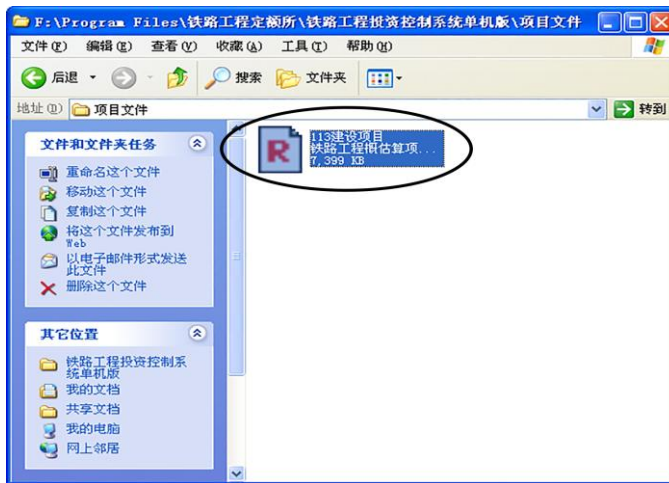 F:\Program Files\铁路工程定额所\铁路工程投资控制系统单机版\项目文件
文件(F) 编辑(E) 查看(V) 收藏(A) 工具(T) 帮助(H)
后退 搜索 文件夹
地址(D) 项目文件 转到
文件和文件夹任务
重命名这个文件
移动这个文件
复制这个文件
将这个文件发布到
Web
以电子邮件形式发送
此文件
删除这个文件
其它位置
铁路工程投资控制系
统单机版
我的文档
共享文档
我的电脑
网上邻居
R
113建设项目
铁路工程概估算项...
7,399 KB